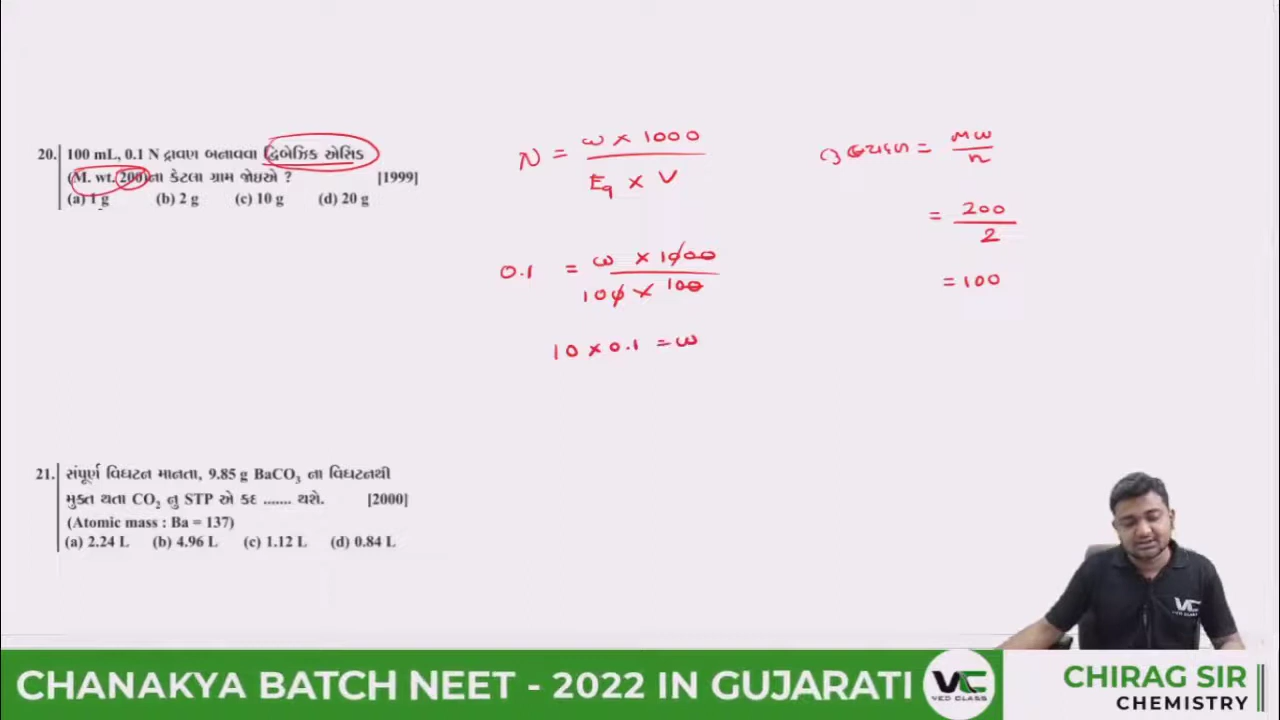 20. 100 mL, 0.1 N દ્રાવણ બનાવવા દ્વિબેઝિક એસિડ
(M. wt. 200)ના કેટલા ગ્રામ જોઇએ ? [1999]
(a) 1 g (b) 2 g (c) 10 g (d) 20 g
N = w × 1000 / Eq × V
0.1 = w × 1000 / 100 × 100
10 × 0.1 = w
= Mw / n
= 200 / 2
= 100
21. સંપૂર્ણ વિઘટન માનતા, 9.85 g BaCO3 ના વિઘટનથી
મુક્ત થતા CO2 નુ STP એ કદ ....... થશે. [2000]
(Atomic mass : Ba = 137)
(a) 2.24 L (b) 4.96 L (c) 1.12 L (d) 0.84 L
VC
CHANAKYA BATCH NEET - 2022 IN GUJARATI
VC
VED CLASS
CHIRAG SIR
CHEMISTRY